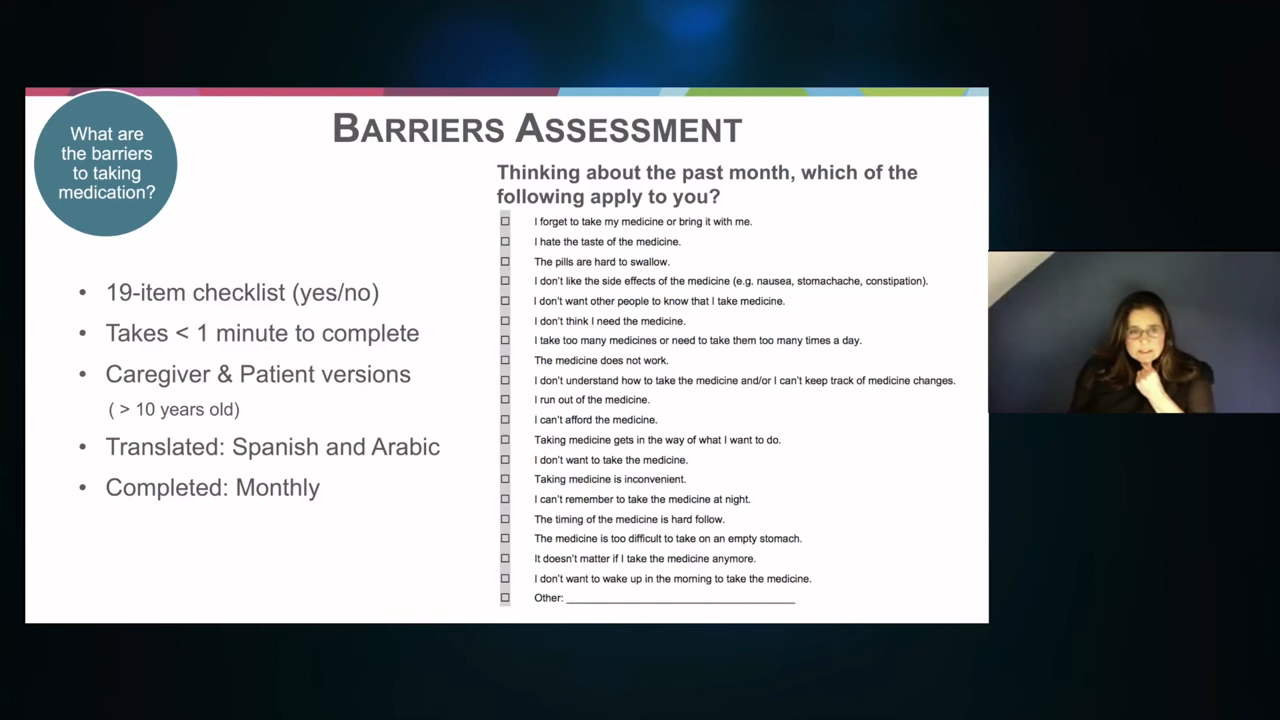 What are
the barriers
to taking
medication?
BARRIERS ASSESSMENT
• 19-item checklist (yes/no)
• Takes < 1 minute to complete
• Caregiver & Patient versions
( > 10 years old)
• Translated: Spanish and Arabic
• Completed: Monthly
Thinking about the past month, which of the
following apply to you?
☐ I forget to take my medicine or bring it with me.
☐ I hate the taste of the medicine.
☐ The pills are hard to swallow.
☐ I don't like the side effects of the medicine (e.g. nausea, stomachache, constipation).
☐ I don't want other people to know that I take medicine.
☐ I don't think I need the medicine.
☐ I take too many medicines or need to take them too many times a day.
☐ The medicine does not work.
☐ I don't understand how to take the medicine and/or I can't keep track of medicine changes.
☐ I run out of the medicine.
☐ I can't afford the medicine.
☐ Taking medicine gets in the way of what I want to do.
☐ I don't want to take the medicine.
☐ Taking medicine is inconvenient.
☐ I can't remember to take the medicine at night.
☐ The timing of the medicine is hard follow.
☐ The medicine is too difficult to take on an empty stomach.
☐ It doesn't matter if I take the medicine anymore.
☐ I don't want to wake up in the morning to take the medicine.
☐ Other: ________________________________________